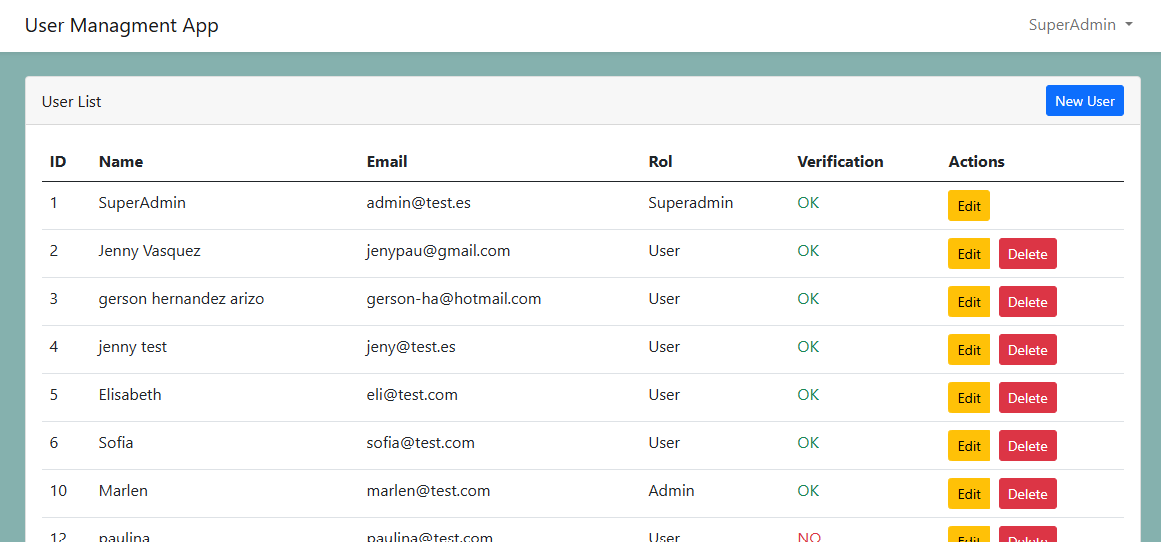 User Managment App SuperAdmin
User List New User
ID Name Email Rol Verification Actions
1 SuperAdmin admin@test.es Superadmin OK Edit
2 Jenny Vasquez jenypau@gmail.com User OK Edit Delete
3 gerson hernandez arizo gerson-ha@hotmail.com User OK Edit Delete
4 jenny test jeny@test.es User OK Edit Delete
5 Elisabeth eli@test.com User OK Edit Delete
6 Sofia sofia@test.com User OK Edit Delete
10 Marlen marlen@test.com Admin OK Edit Delete
12 paulina paulina@test.com User NO Edit Delete